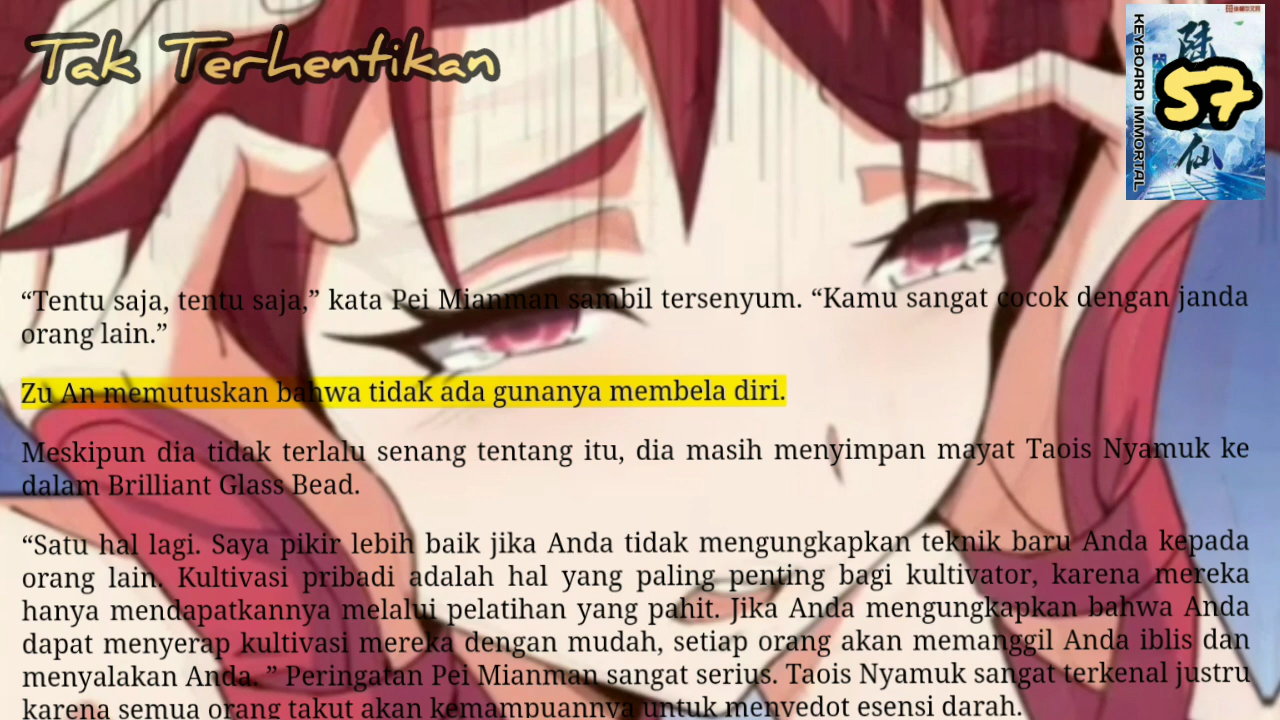 Tak Terhentikan
KEYBOARD IMMORTAL
57
仙
“Tentu saja, tentu saja,” kata Pei Mianman sambil tersenyum. “Kamu sangat cocok dengan janda
orang lain.”
Zu An memutuskan bahwa tidak ada gunanya membela diri.
Meskipun dia tidak terlalu senang tentang itu, dia masih menyimpan mayat Taois Nyamuk ke
dalam Brilliant Glass Bead.
“Satu hal lagi. Saya pikir lebih baik jika Anda tidak mengungkapkan teknik baru Anda kepada
orang lain. Kultivasi pribadi adalah hal yang paling penting bagi kultivator, karena mereka
hanya mendapatkannya melalui pelatihan yang pahit. Jika Anda mengungkapkan bahwa Anda
dapat menyerap kultivasi mereka dengan mudah, setiap orang akan memanggil Anda iblis dan
menyalakan Anda. ” Peringatan Pei Mianman sangat serius. Taois Nyamuk sangat terkenal justru
karena semua orang takut akan kemampuannya untuk menyedot esensi darah.